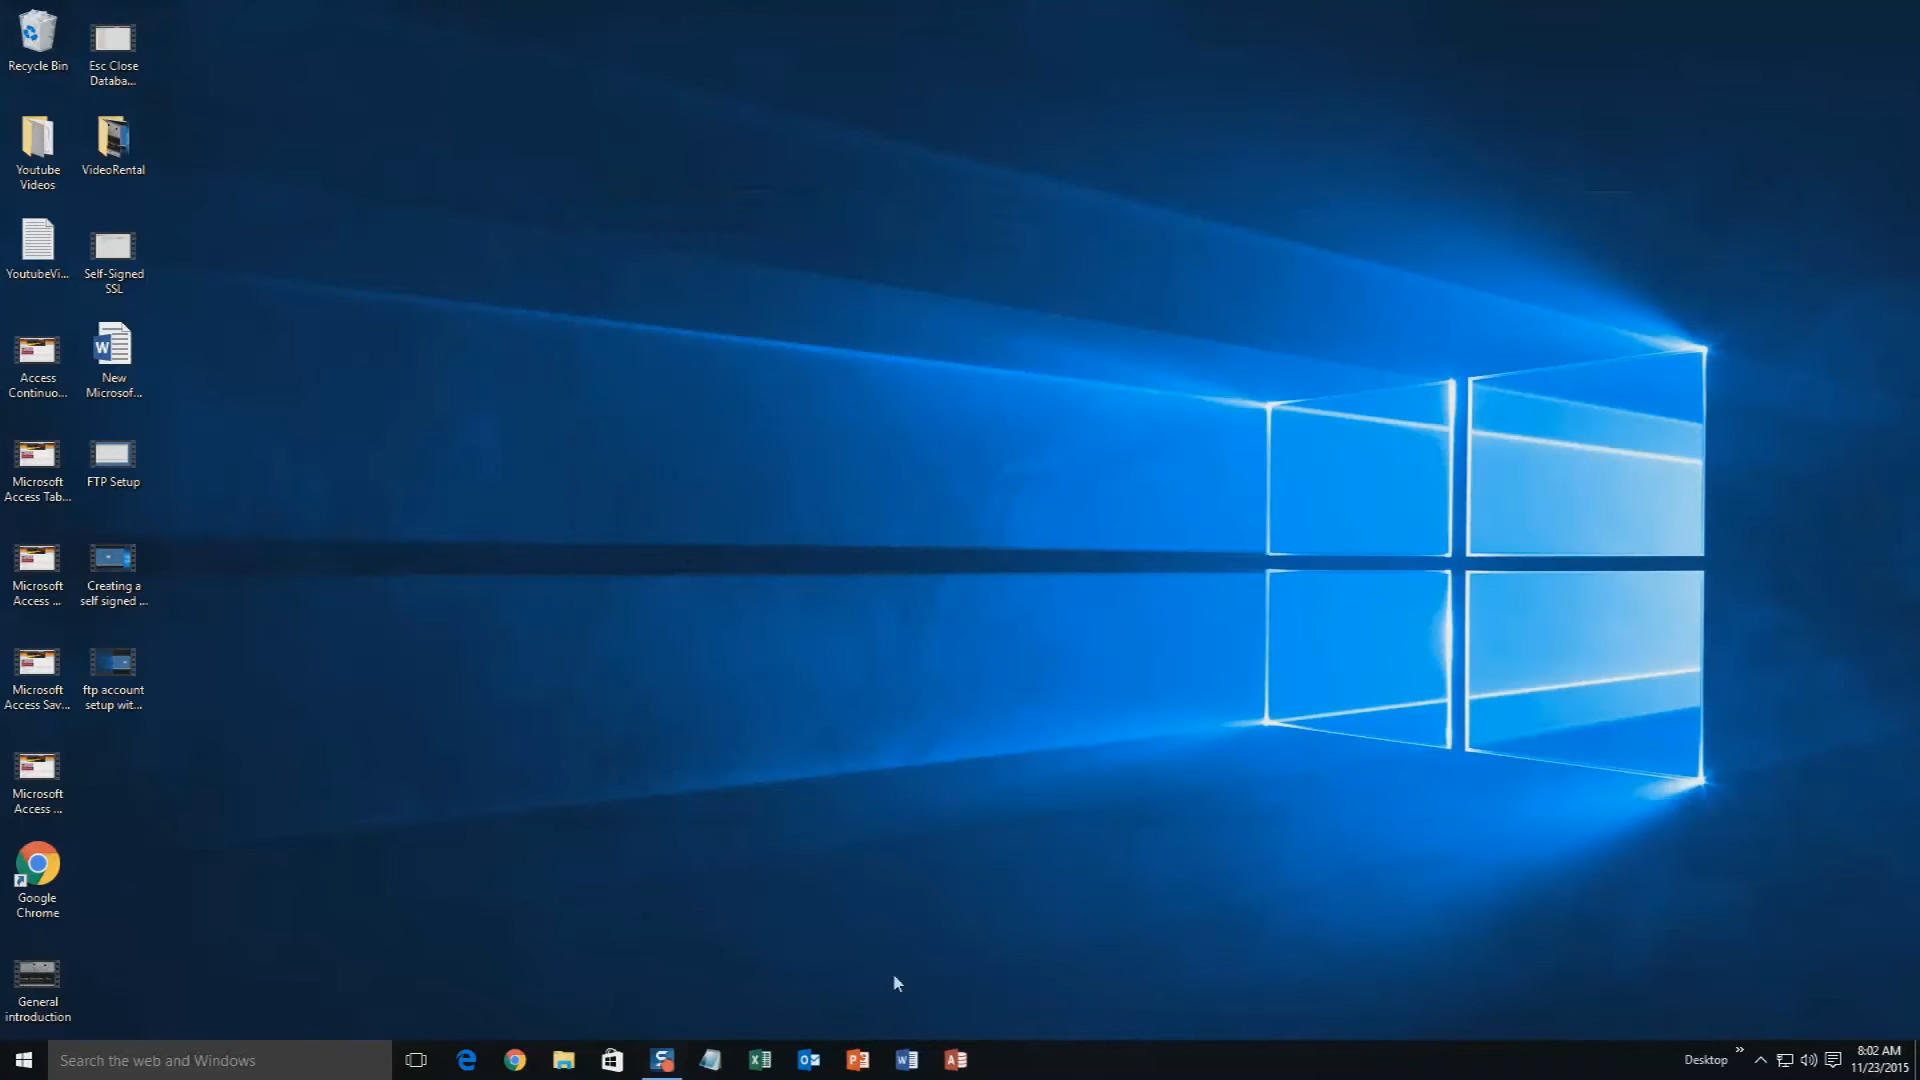 Recycle Bin
Esc Close
Databa...
Youtube
Videos
VideoRental
YoutubeVi...
Self-Signed
SSL
Access
Continuo...
New
Microsof...
Microsoft
Access Tab...
FTP Setup
Microsoft
Access ...
Creating a
self signed ...
Microsoft
Access Sav...
ftp account
setup wit...
Microsoft
Access ...
Google
Chrome
General
introduction
Search the web and Windows
Desktop
8:02 AM
11/23/2015